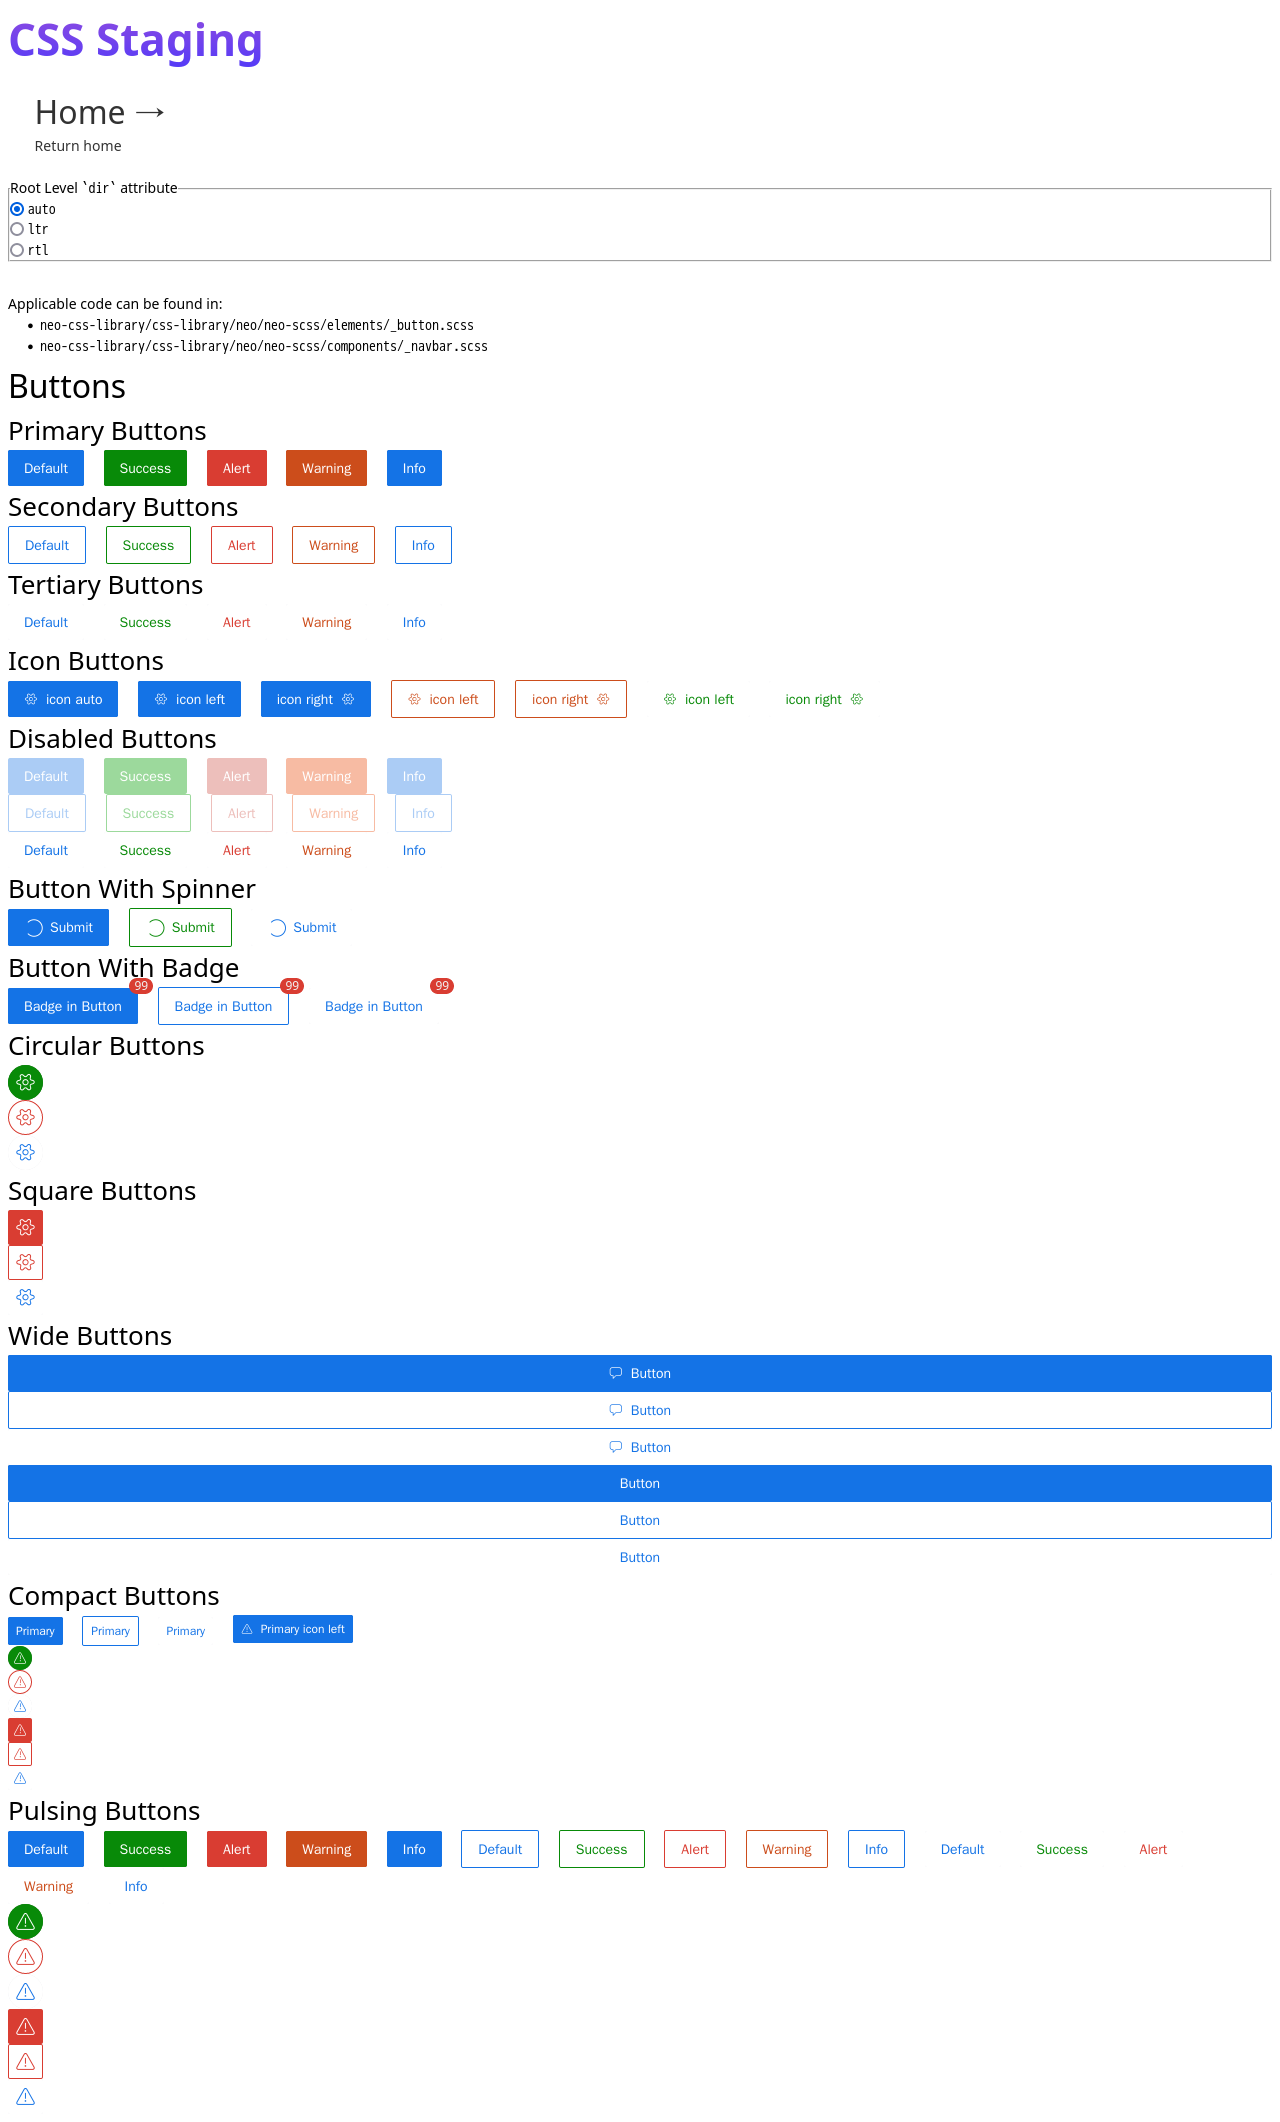 CSS Staging
Home →
Return home
Root Level `dir` attribute
auto
ltr
rtl
Applicable code can be found in:
• neo-css-library/css-library/neo/neo-scss/elements/_button.scss
• neo-css-library/css-library/neo/neo-scss/components/_navbar.scss
Buttons
Primary Buttons
Default Success Alert Warning Info
Secondary Buttons
Default Success Alert Warning Info
Tertiary Buttons
Default Success Alert Warning Info
Icon Buttons
icon auto icon left icon right icon left icon right icon left icon right
Disabled Buttons
Default Success Alert Warning Info
Default Success Alert Warning Info
Default Success Alert Warning Info
Button With Spinner
Submit Submit Submit
Button With Badge
99 99 99
Badge in Button Badge in Button Badge in Button
Circular Buttons
Square Buttons
Wide Buttons
Button
Button
Button
Button
Button
Button
Compact Buttons
Primary Primary Primary Primary icon left
Pulsing Buttons
Default Success Alert Warning Info Default Success Alert Warning Info Default Success Alert
Warning Info